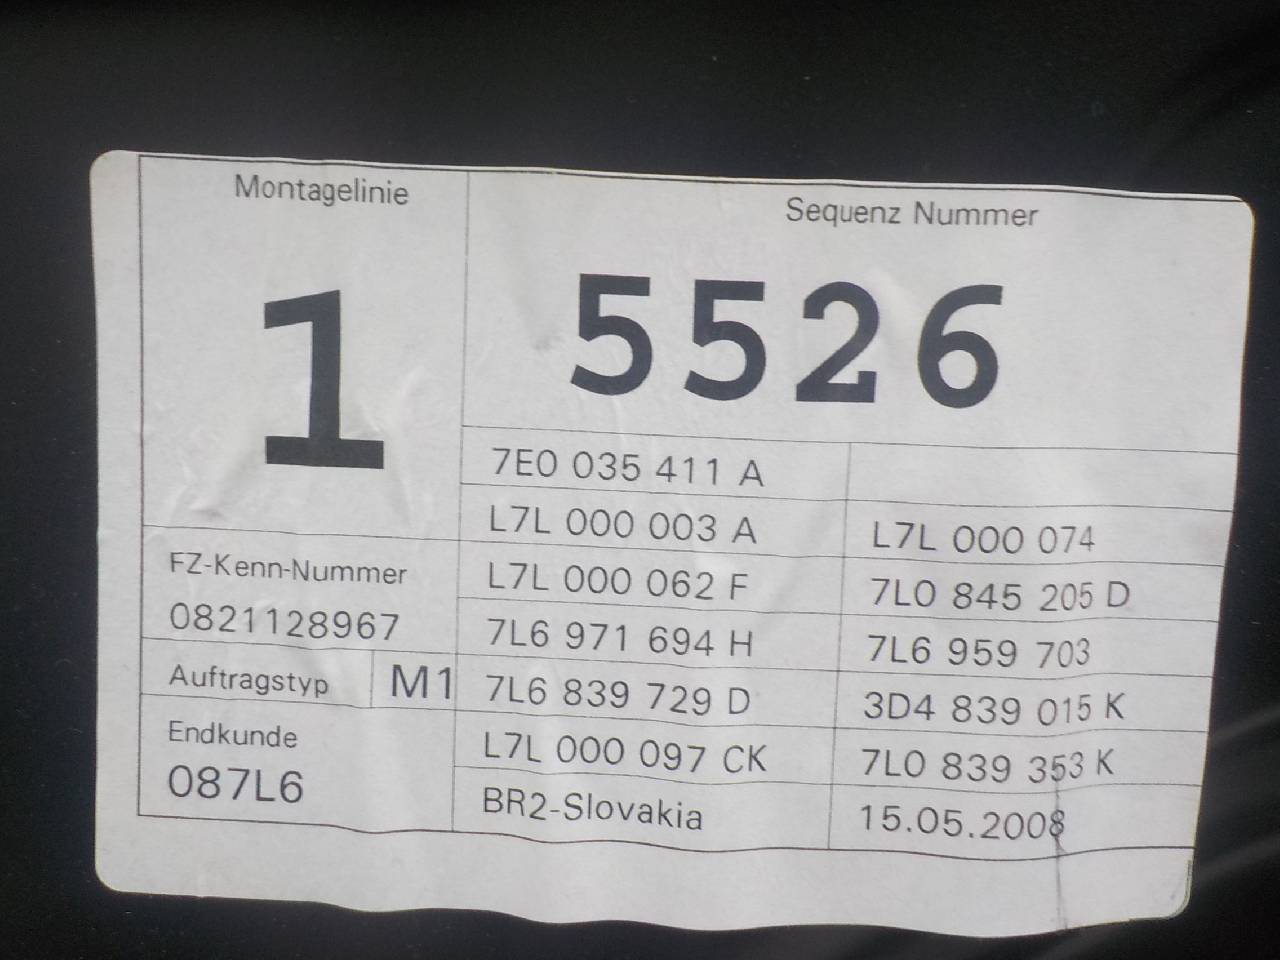 Montagelinie
1
Sequenz Nummer
5526
7E0 035 411 A
L7L 000 003 A
L7L 000 074
FZ-Kenn-Nummer
0821128967
L7L 000 062 F
7L0 845 205 D
7L6 971 694 H
7L6 959 703
Auftragstyp
M1
7L6 839 729 D
3D4 839 015 K
Endkunde
087L6
L7L 000 097 CK
7L0 839 353 K
BR2-Slovakia
15.05.2008